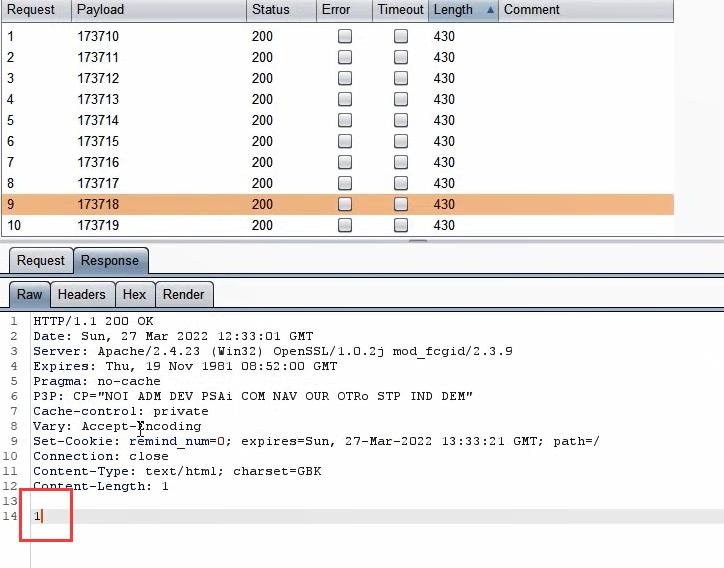 Request Payload Status Error Timeout Length Comment
1 173710 200 430
2 173711 200 430
3 173712 200 430
4 173713 200 430
5 173714 200 430
6 173715 200 430
7 173716 200 430
8 173717 200 430
9 173718 200 430
10 173719 200 430
Request Response
Raw Headers Hex Render
1 HTTP/1.1 200 OK
2 Date: Sun, 27 Mar 2022 12:33:01 GMT
3 Server: Apache/2.4.23 (Win32) OpenSSL/1.0.2j mod_fcgid/2.3.9
4 Expires: Thu, 19 Nov 1981 08:52:00 GMT
5 Pragma: no-cache
6 P3P: CP="NOI ADM DEV PSAi COM NAV OUR OTRo STP IND DEM"
7 Cache-control: private
8 Vary: Accept-Encoding
9 Set-Cookie: remind_num=0; expires=Sun, 27-Mar-2022 13:33:21 GMT; path=/
10 Connection: close
11 Content-Type: text/html; charset=GBK
12 Content-Length: 1
13
14 1